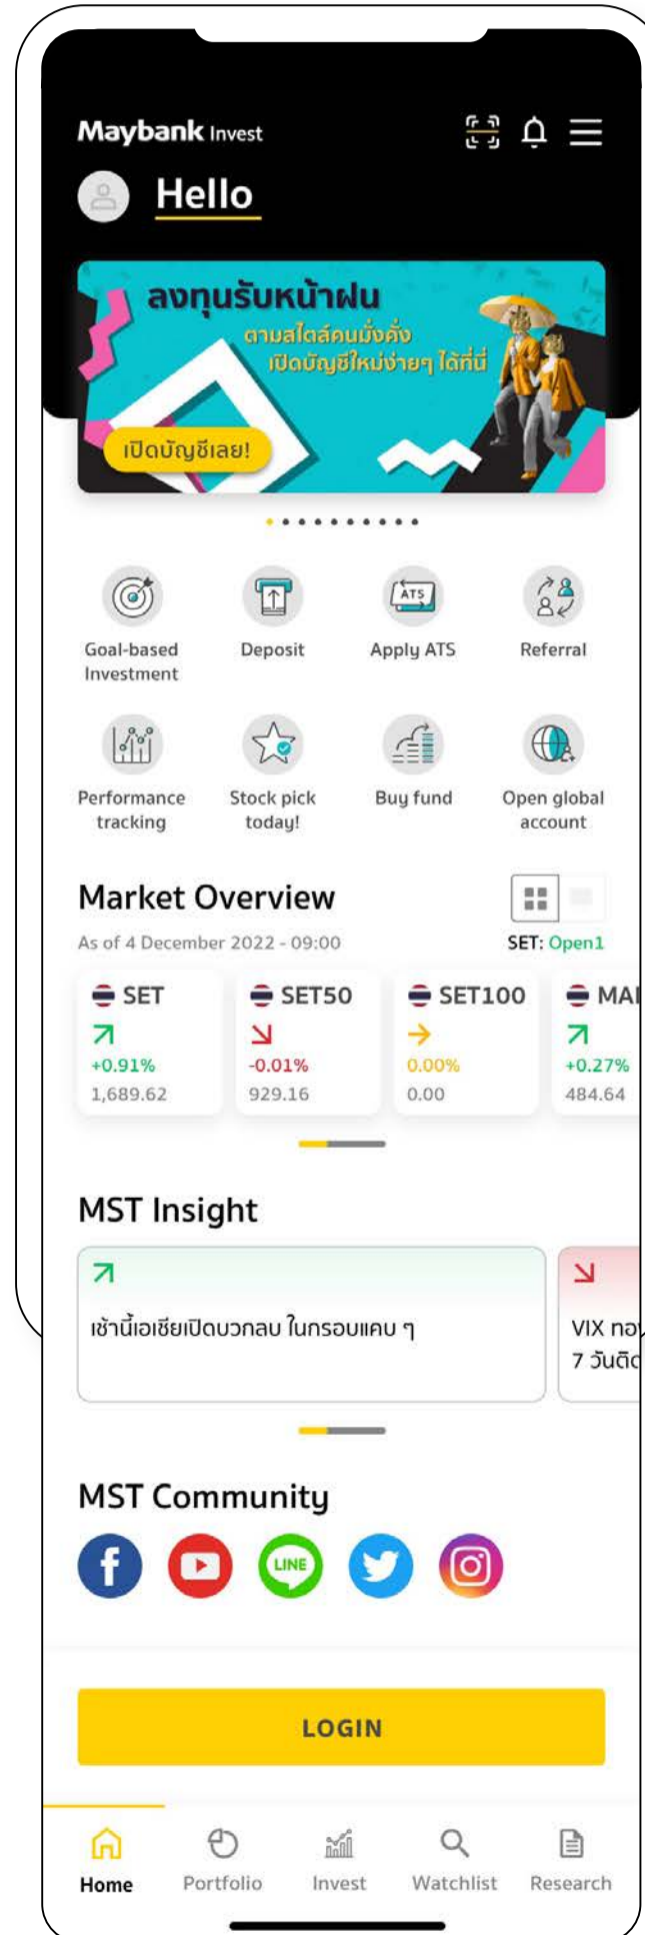 Maybank Invest
Hello
ลงทุนรับหน้าฝน
ตามสไตล์คนมั่งคั่ง
เปิดบัญชีใหม่ง่ายๆ ได้ที่นี่
เปิดบัญชีเลย!
ATS
Goal-based
Investment
Deposit
Apply ATS
Referral
Performance
tracking
Stock pick
today!
Buy fund
Open global
account
Market Overview
As of 4 December 2022 - 09:00
SET: Open1
SET
+0.91%
1,689.62
SET50
-0.01%
929.16
SET100
0.00%
0.00
MAI
+0.27%
484.64
MST Insight
เช้านี้เอเชียเปิดบวกลบ ในกรอบแคบ ๆ
VIX
7
MST Community
LINE
LOGIN
Home
Portfolio
Invest
Watchlist
Research